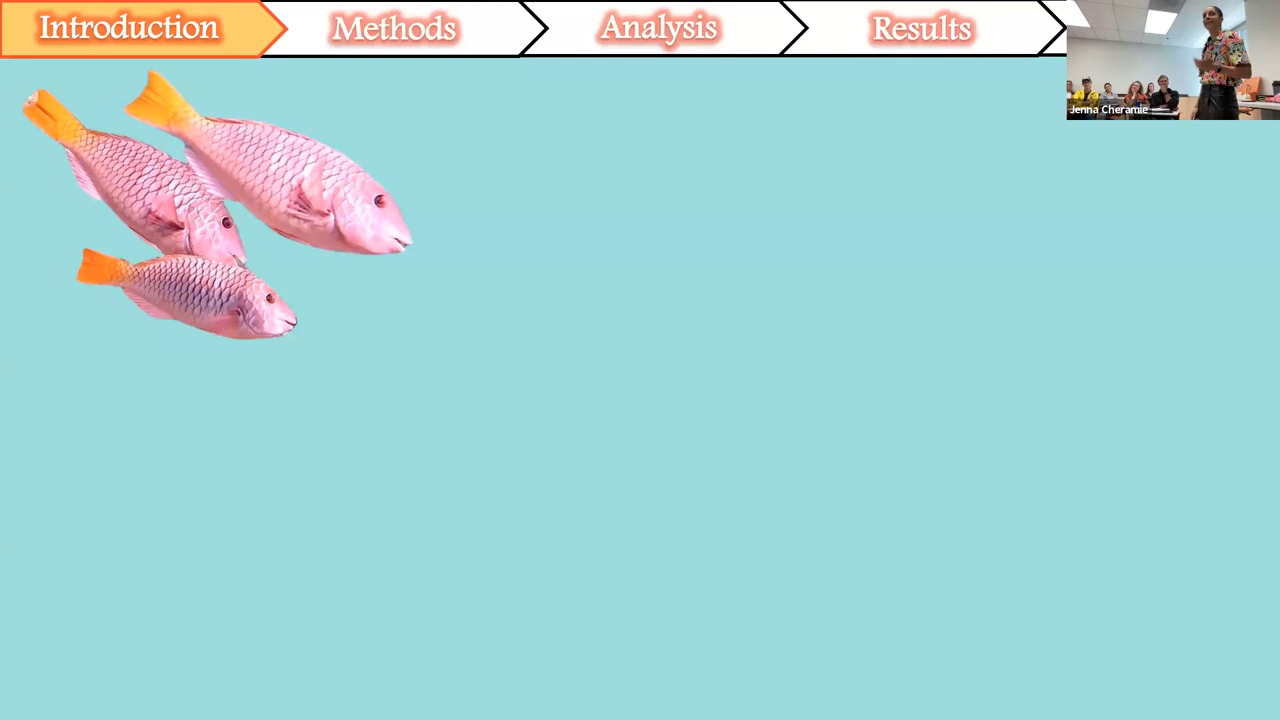 Introduction
Methods
Analysis
Results
Jenna Cheramie